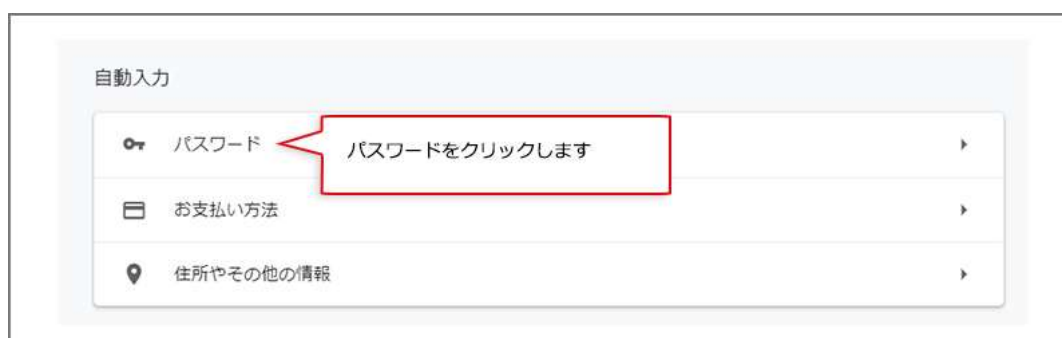 自動入力
パスワード
パスワードをクリックします
お支払い方法
住所やその他の情報